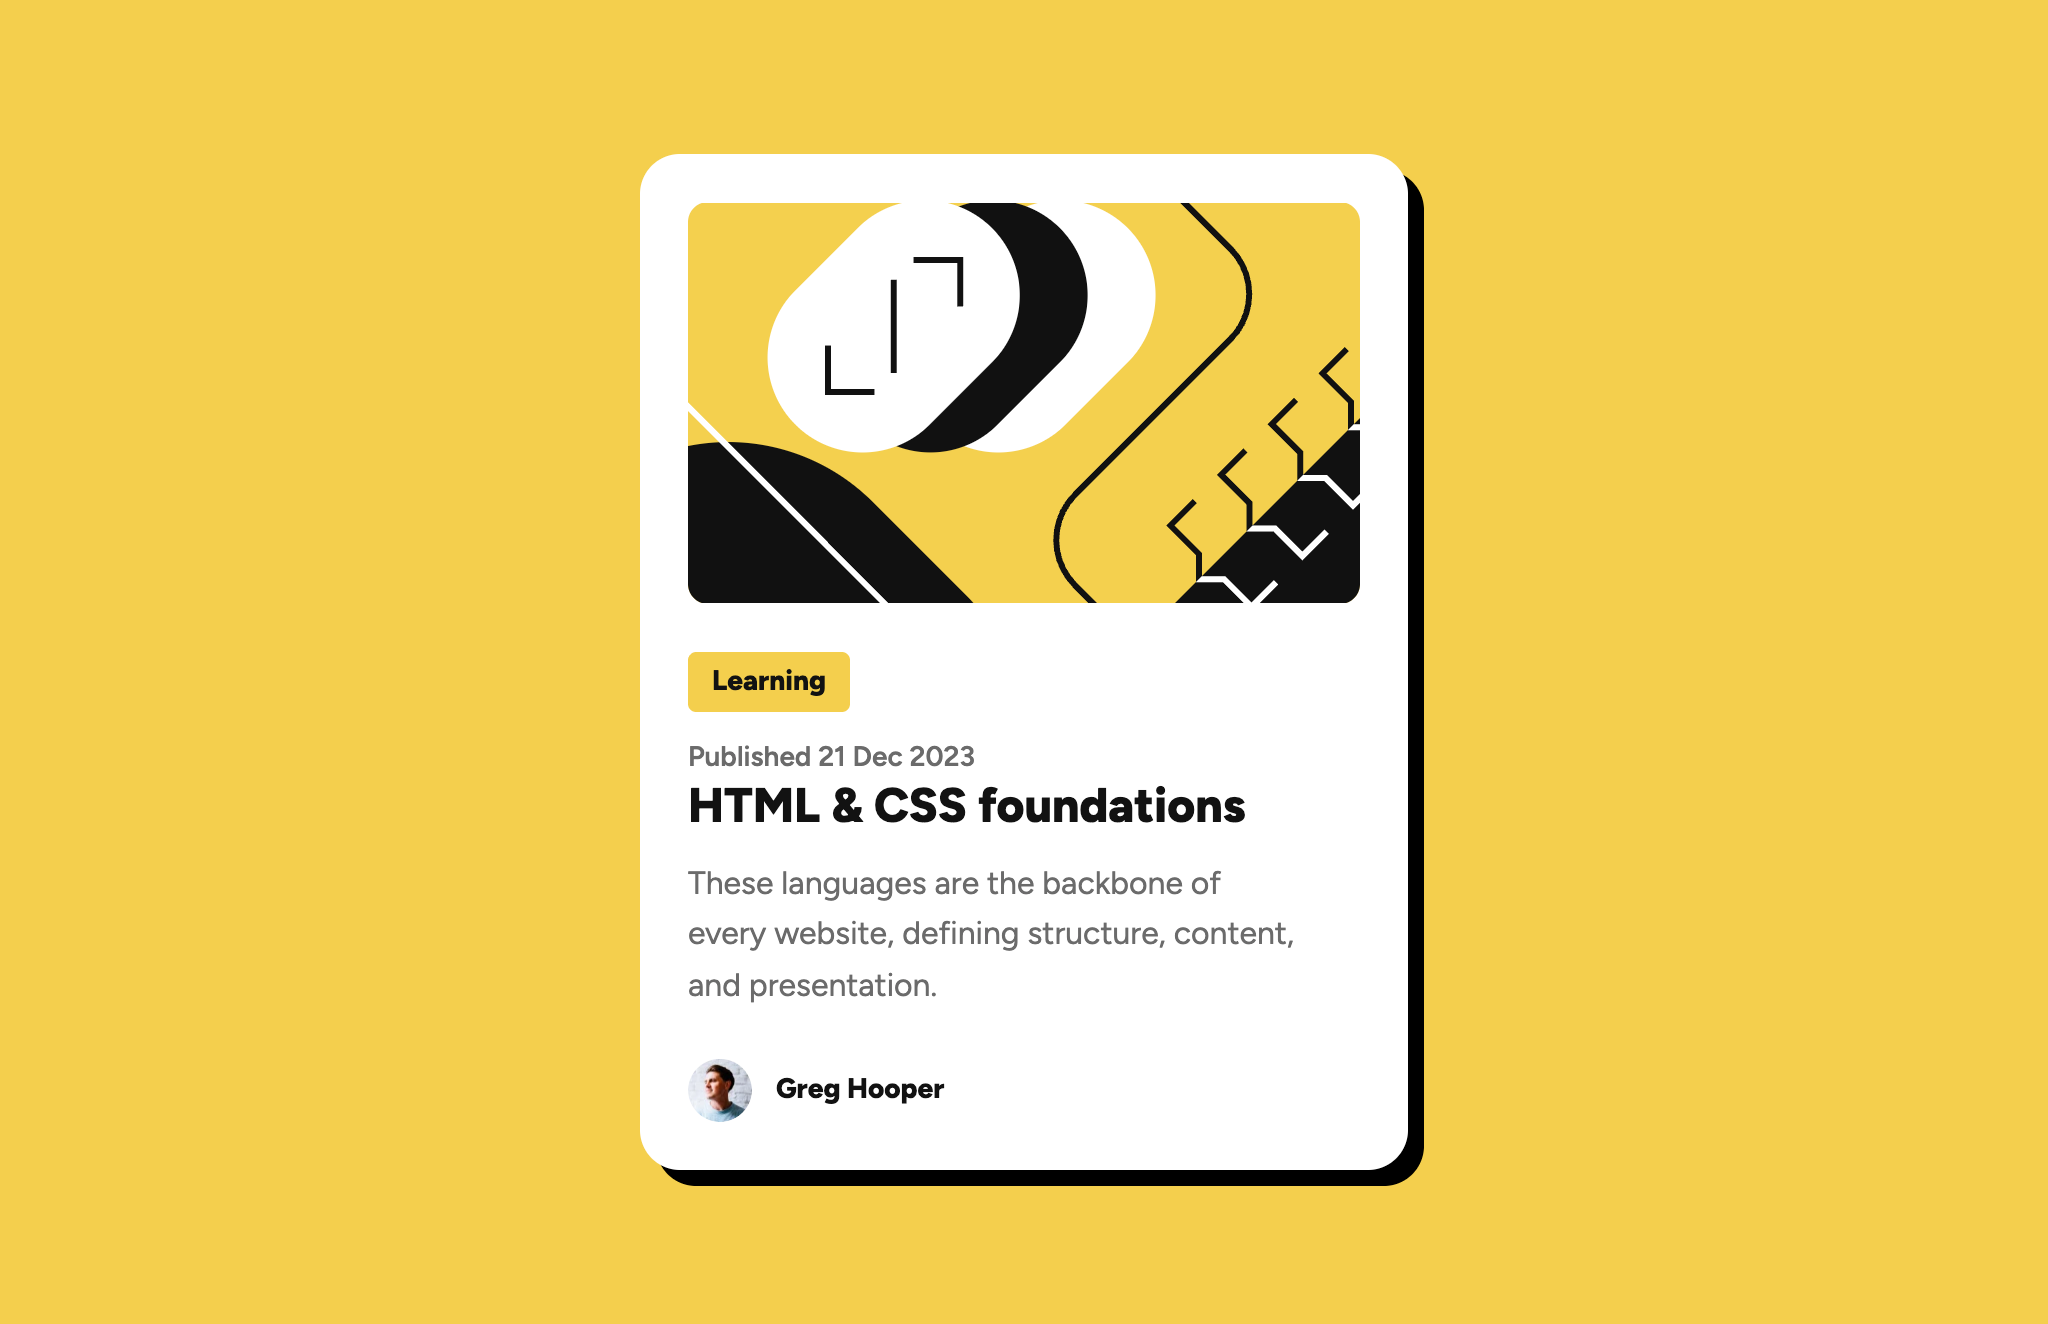 Learning
Published 21 Dec 2023
HTML & CSS foundations
These languages are the backbone of
every website, defining structure, content,
and presentation.
Greg Hooper